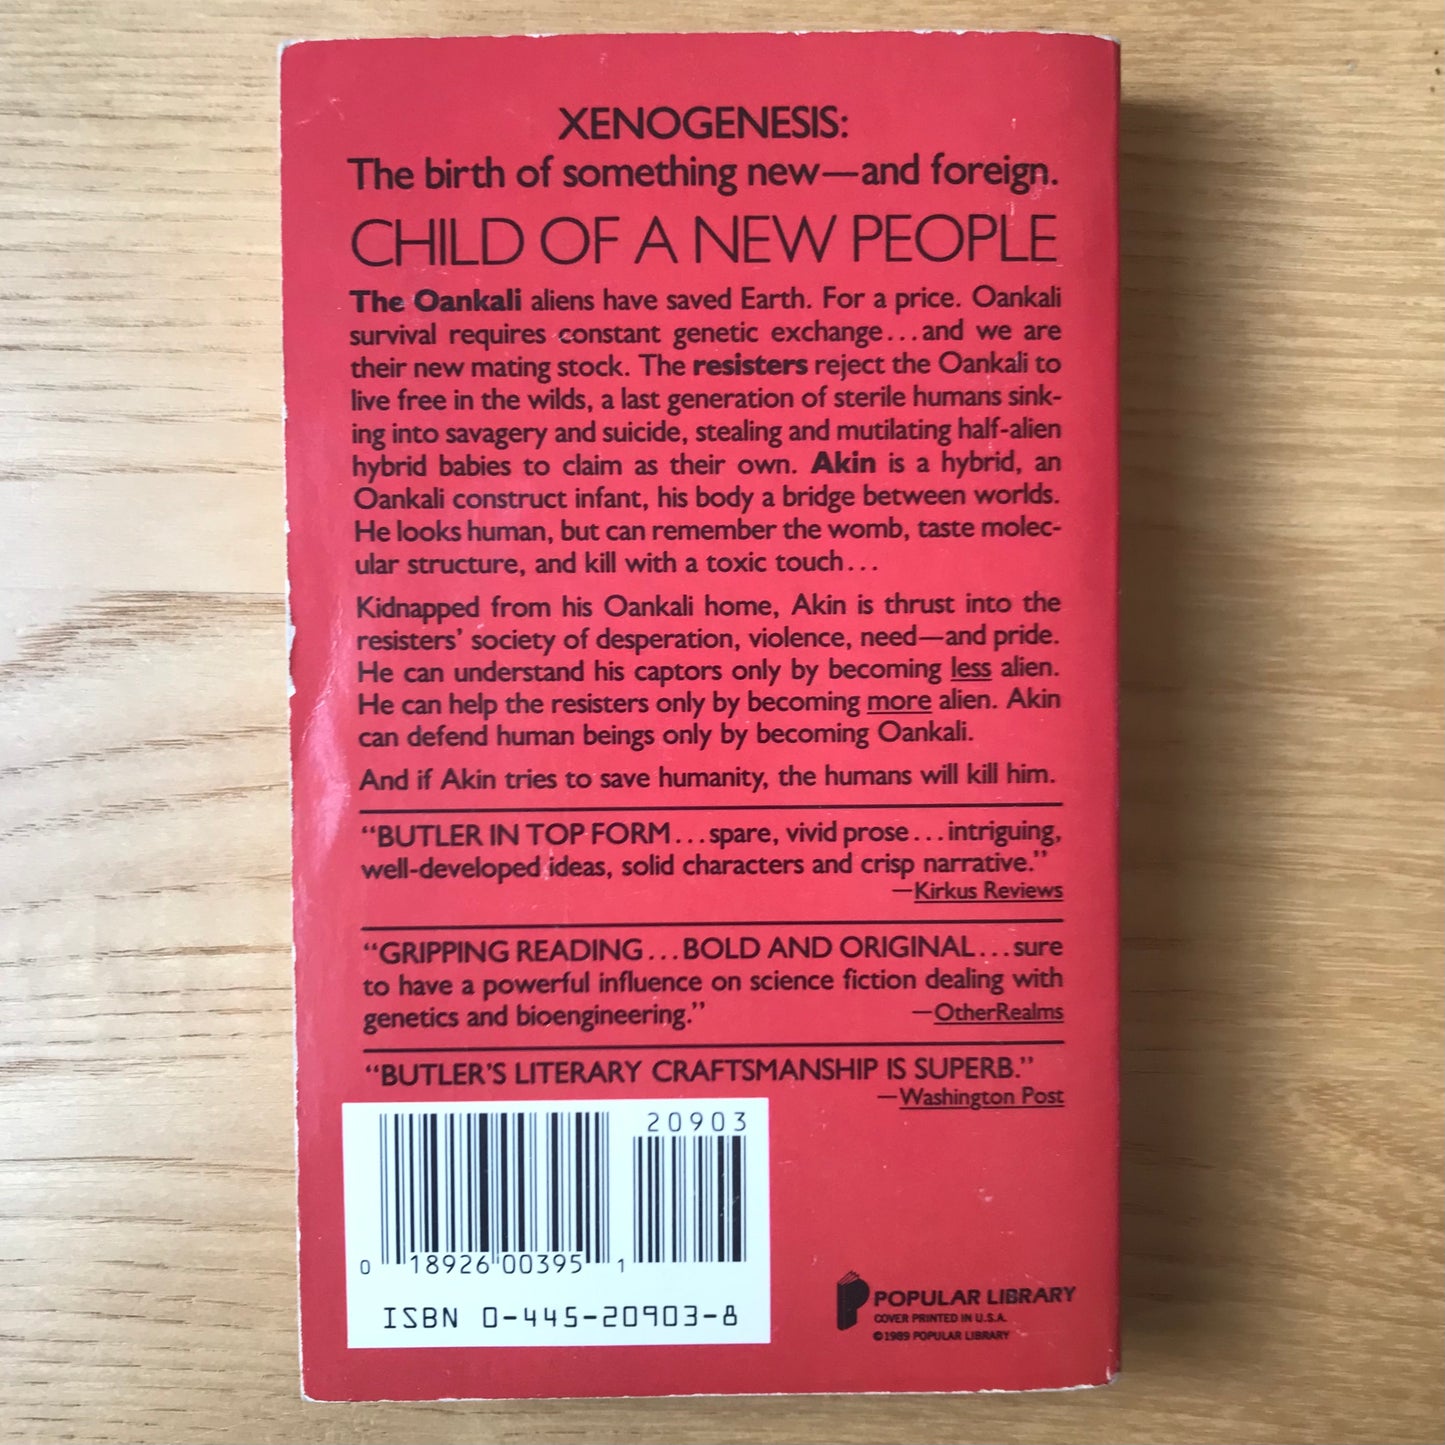 XENOGENESIS:
The birth of something new—and foreign.
CHILD OF A NEW PEOPLE
The Oankali aliens have saved Earth. For a price. Oankali
survival requires constant genetic exchange...and we are
their new mating stock. The resisters reject the Oankali to
live free in the wilds, a last generation of sterile humans sink-
ing into savagery and suicide, stealing and mutilating half-alien
hybrid babies to claim as their own. Akin is a hybrid, an
Oankali construct infant, his body a bridge between worlds.
He looks human, but can remember the womb, taste molec-
ular structure, and kill with a toxic touch...
Kidnapped from his Oankali home, Akin is thrust into the
resisters' society of desperation, violence, need—and pride.
He can understand his captors only by becoming less alien.
He can help the resisters only by becoming more alien. Akin
can defend human beings only by becoming Oankali.
And if Akin tries to save humanity, the humans will kill him.
"BUTLER IN TOP FORM...spare, vivid prose...intriguing,
well-developed ideas, solid characters and crisp narrative."
—Kirkus Reviews
"GRIPPING READING...BOLD AND ORIGINAL...sure
to have a powerful influence on science fiction dealing with
genetics and bioengineering."
—OtherRealms
"BUTLER'S LITERARY CRAFTSMANSHIP IS SUPERB."
—Washington Post
20903
0 18926 00395 1
ISBN 0-445-20903-8
POPULAR LIBRARY
COVER PRINTED IN U.S.A.
©1989 POPULAR LIBRARY